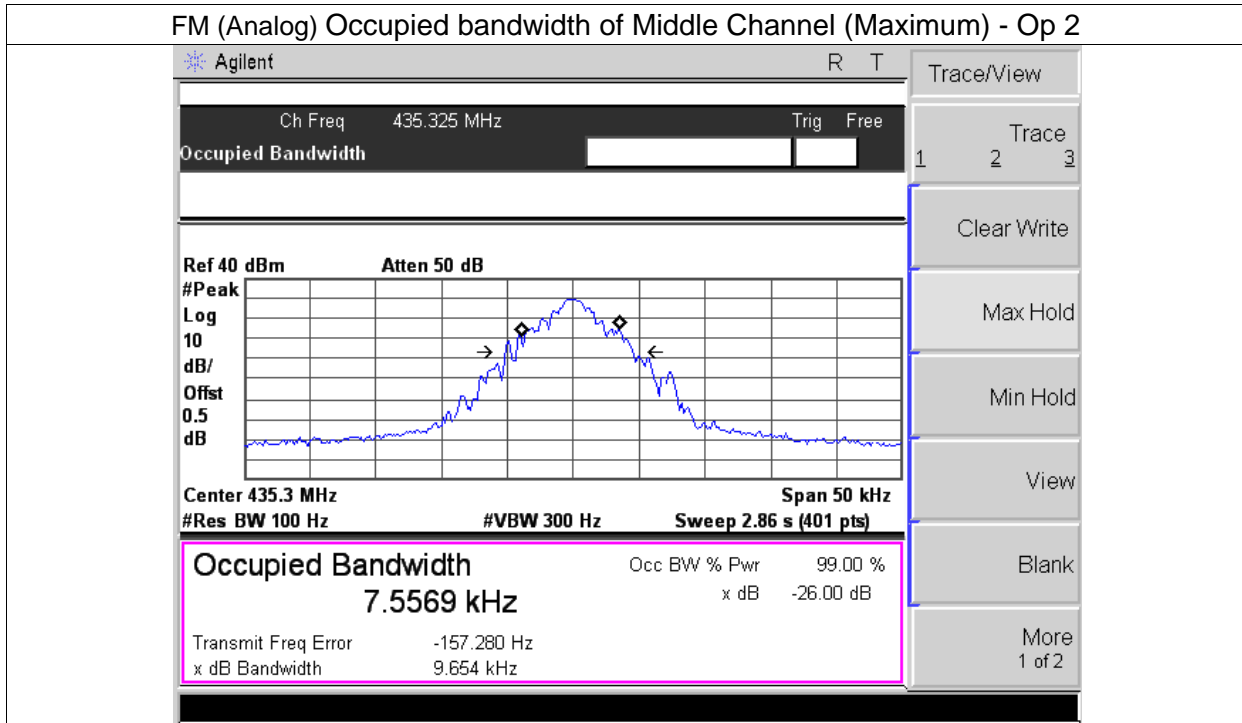 FM (Analog) Occupied bandwidth of Middle Channel (Maximum) - Op 2
Agilent R T
Trace/View
Ch Freq 435.325 MHz Trig Free
Occupied Bandwidth
Trace
1 2 3
Clear Write
Max Hold
Min Hold
View
Blank
More
1 of 2
Ref 40 dBm Atten 50 dB
#Peak
Log
10
dB/
Offst
0.5
dB
Center 435.3 MHz Span 50 kHz
#Res BW 100 Hz #VBW 300 Hz Sweep 2.86 s (401 pts)
Occupied Bandwidth Occ BW % Pwr 99.00 %
7.5569 kHz x dB -26.00 dB
Transmit Freq Error -157.280 Hz
x dB Bandwidth 9.654 kHz